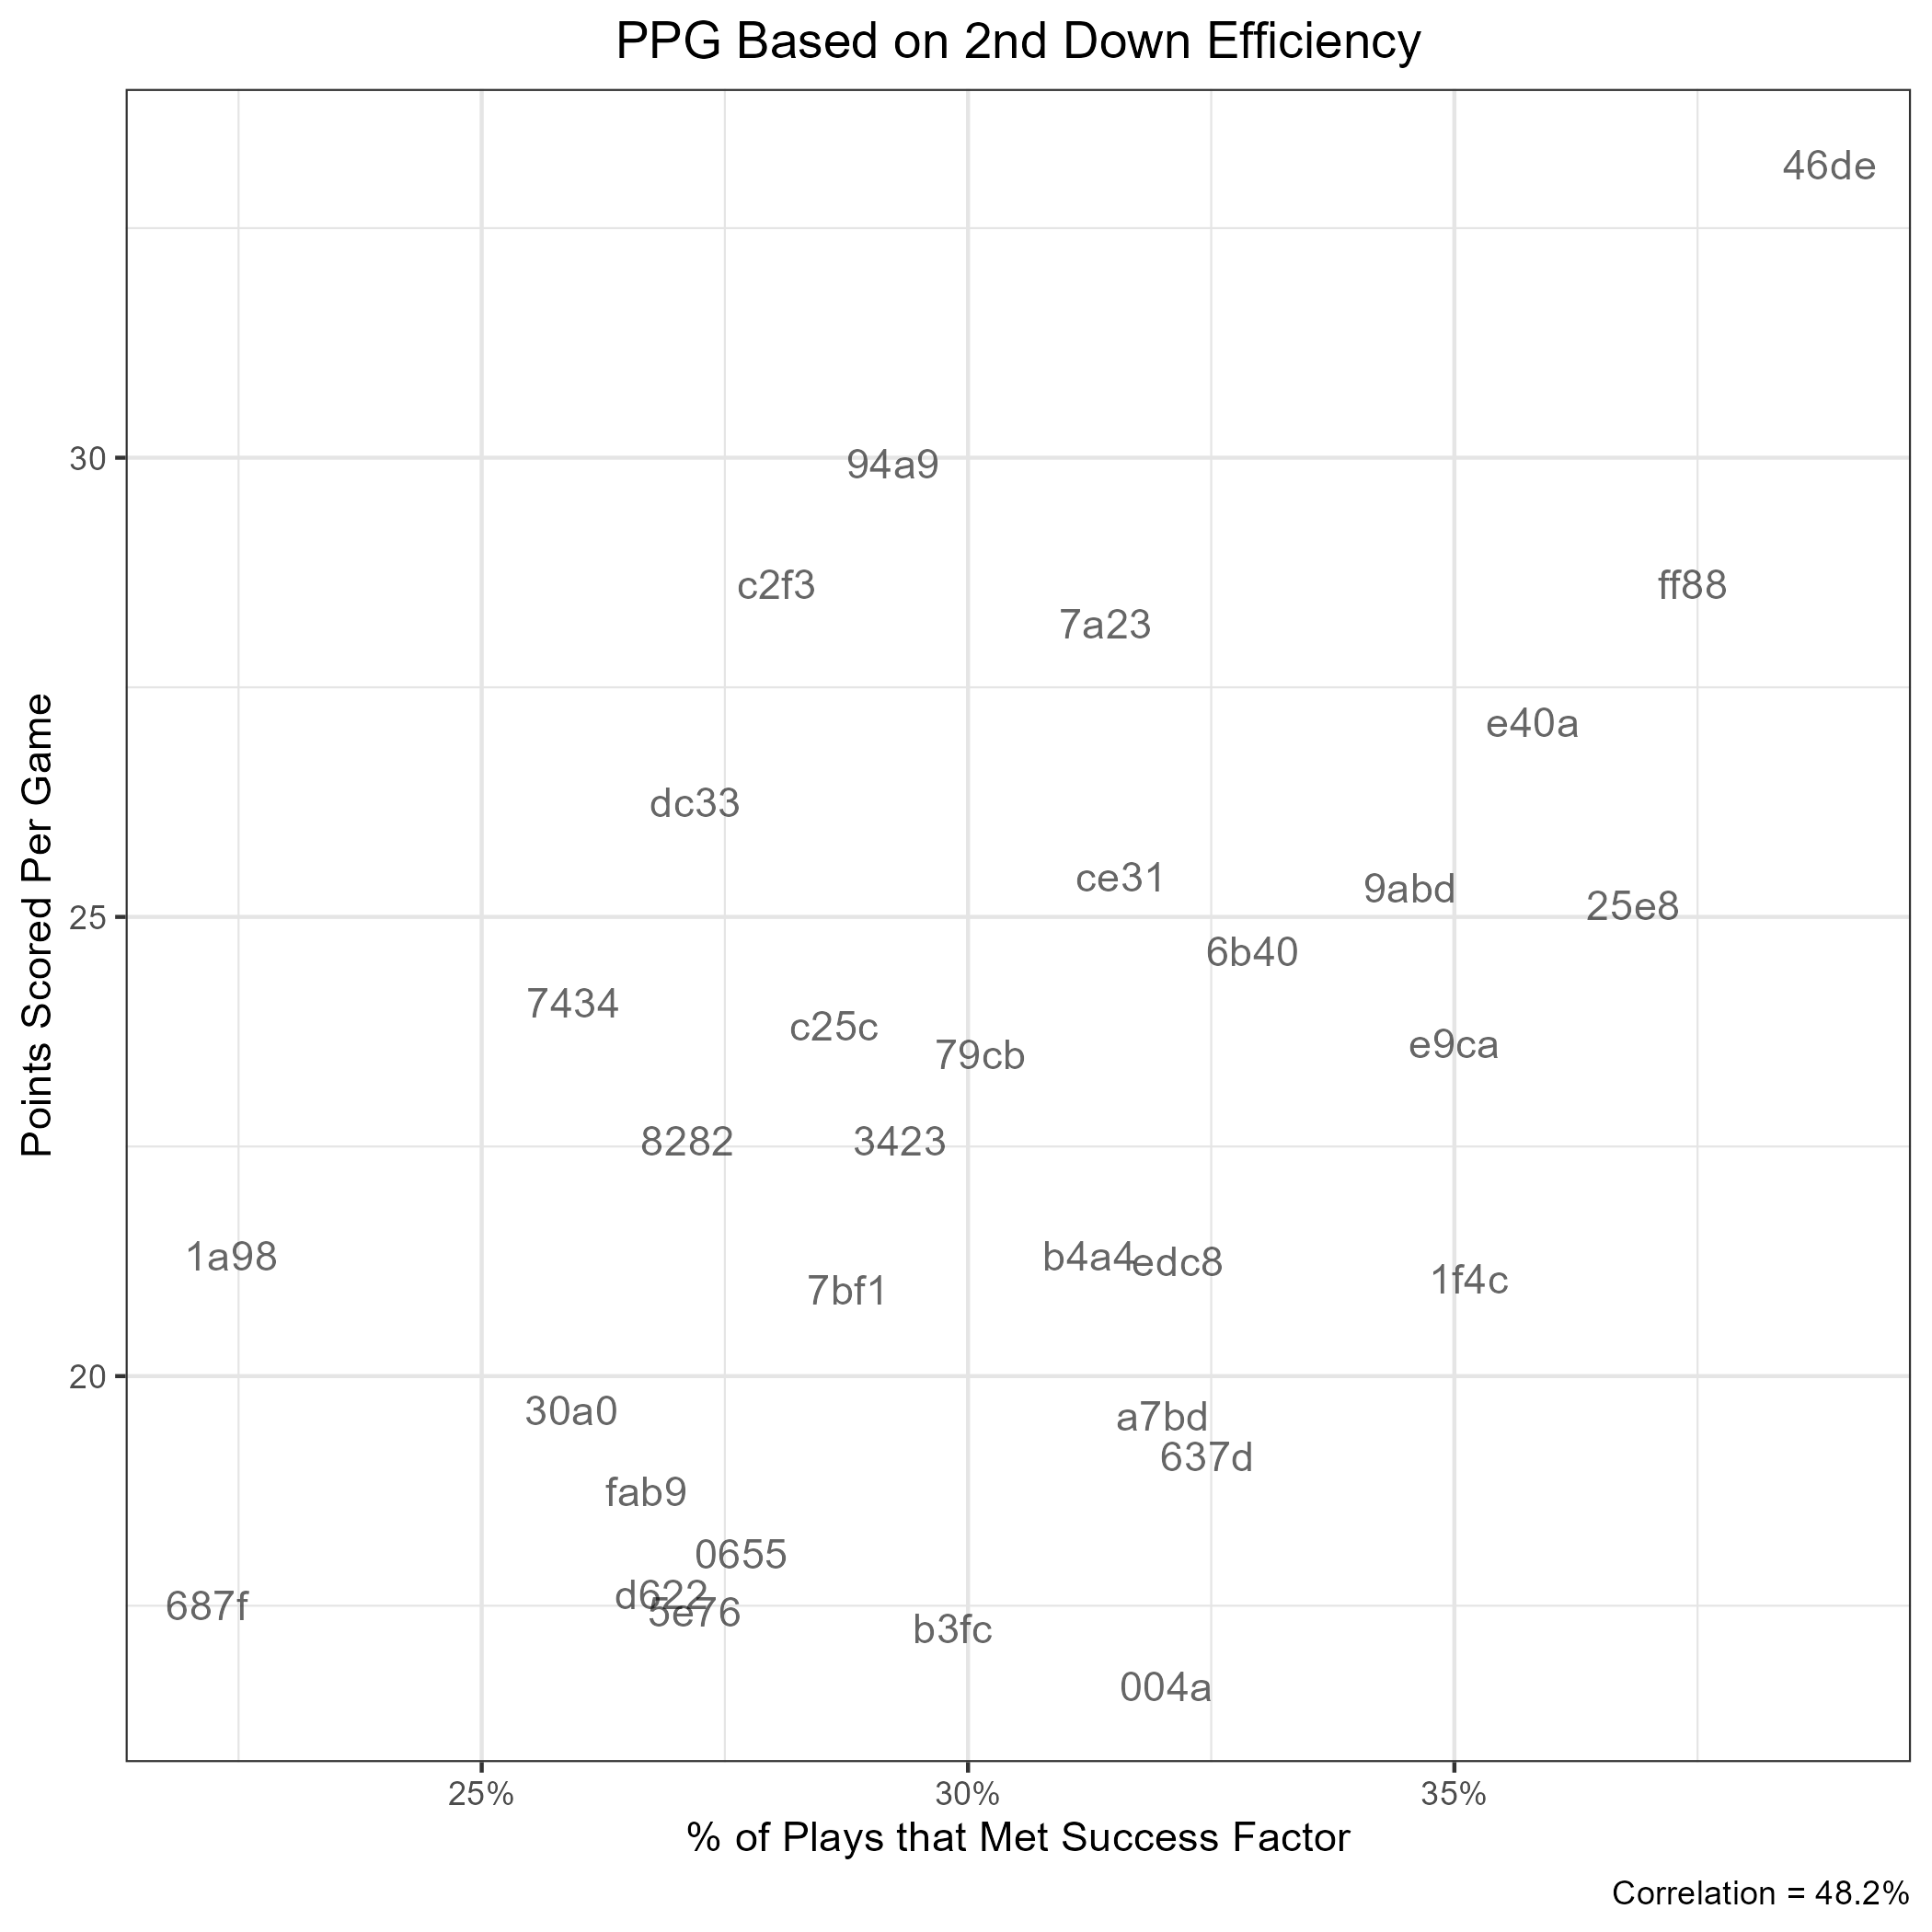 PPG Based on 2nd Down Efficiency
46de
30
94a9
c2f3
ff88
7a23
e40a
dc33
ce31
9abd
25e8
25
6b40
7434
c25c
e9ca
79cb
8282
3423
1a98
b4a4
edc8
1f4c
7bf1
20
30a0
a7bd
637d
fab9
0655
d622
687f
5e76
b3fc
004a
Points Scored Per Game
25%
30%
35%
% of Plays that Met Success Factor
Correlation = 48.2%